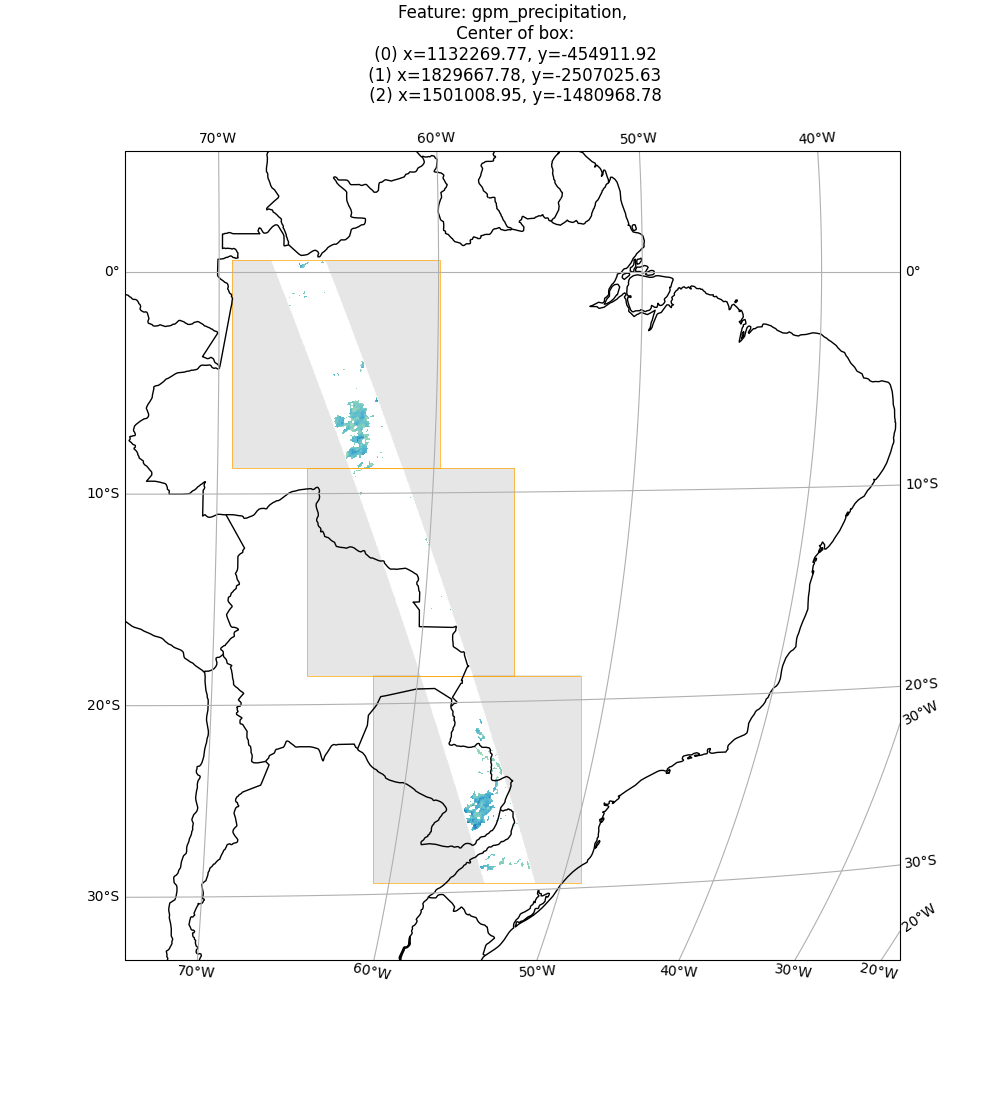 Feature: gpm_precipitation,
Center of box:
(0) x=1132269.77, y=-454911.92
(1) x=1829667.78, y=-2507025.63
(2) x=1501008.95, y=-1480968.78
70°W 60°W 50°W 40°W
0° 0°
10°S 10°S
20°S 20°S
30°W
30°S 30°S
20°W
70°W 60°W 50°W 40°W 30°W 20°W